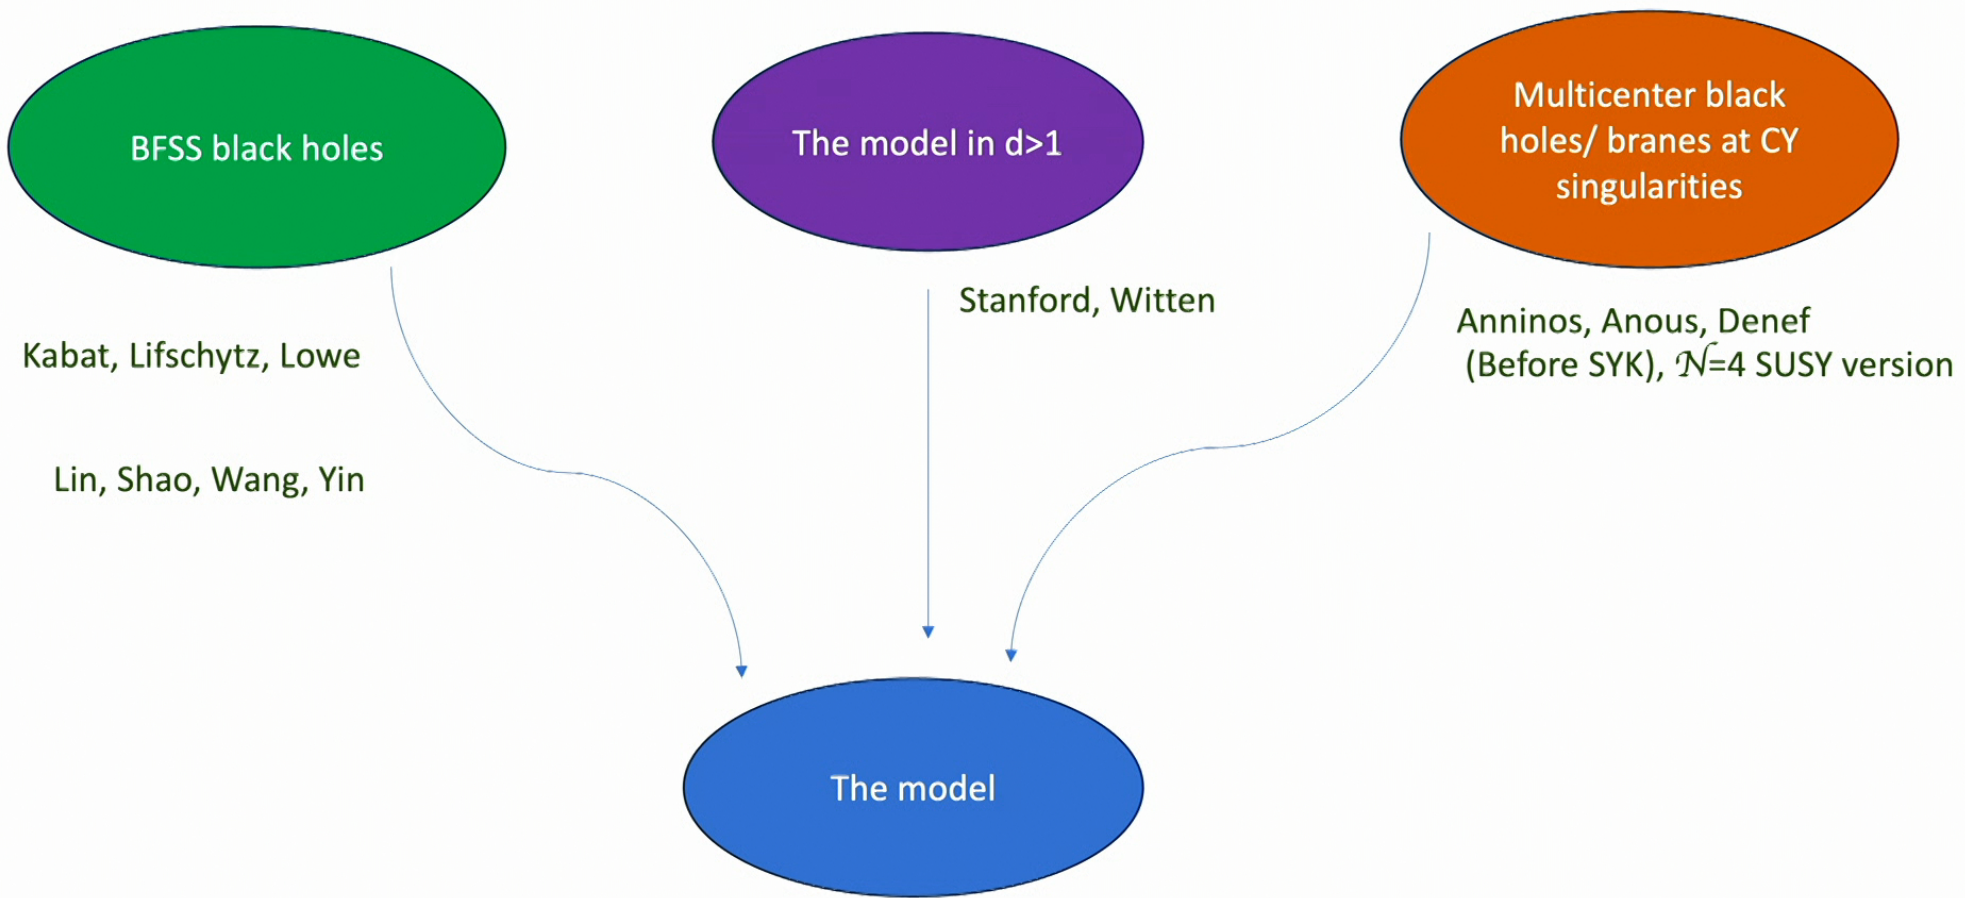 BFSS black holes
The model in d>1
Multicenter black
holes/ branes at CY
singularities
Kabat, Lifschytz, Lowe
Lin, Shao, Wang, Yin
Stanford, Witten
Anninos, Anous, Denef
(Before SYK), 𝒩=4 SUSY version
The model